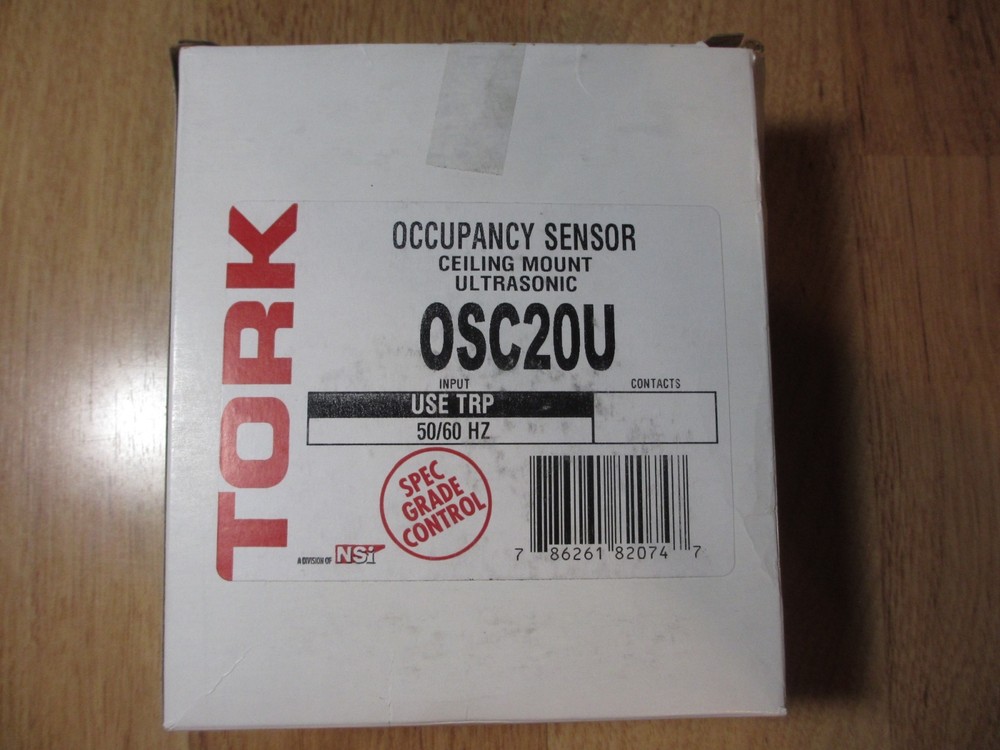 TORK
OCCUPANCY SENSOR
CEILING MOUNT
ULTRASONIC
OSC20U
INPUT
CONTACTS
USE TRP
50/60 HZ
SPEC
GRADE
CONTROL
A DIVISION OF NSi
7 86261 82074 7